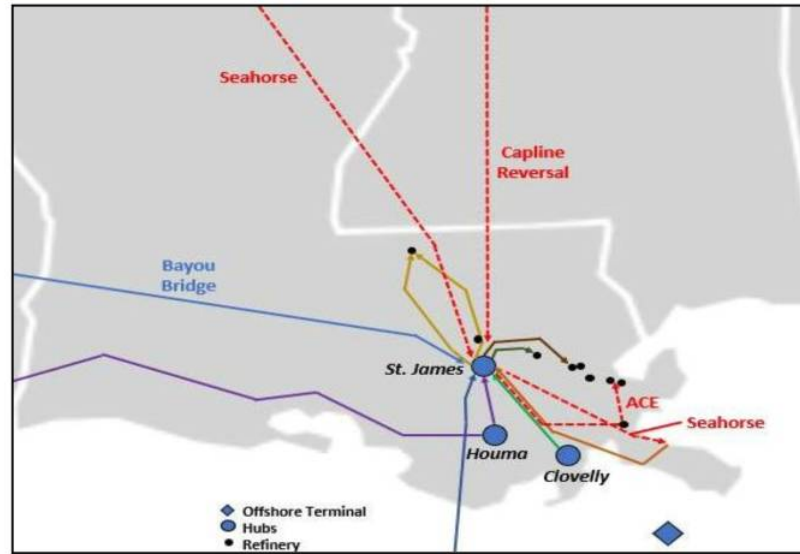 Seahorse
Capline
Reversal
Bayou
Bridge
St. James
ACE
Seahorse
Houma
Clovelly
Offshore Terminal
Hubs
Refinery